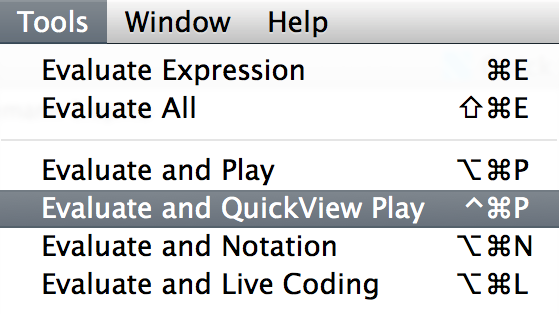 Tools Window Help
Evaluate Expression ⌘E
Evaluate All ⇧⌘E
Evaluate and Play ⌥⌘P
Evaluate and QuickView Play ^⌘P
Evaluate and Notation ⌥⌘N
Evaluate and Live Coding ⌥⌘L